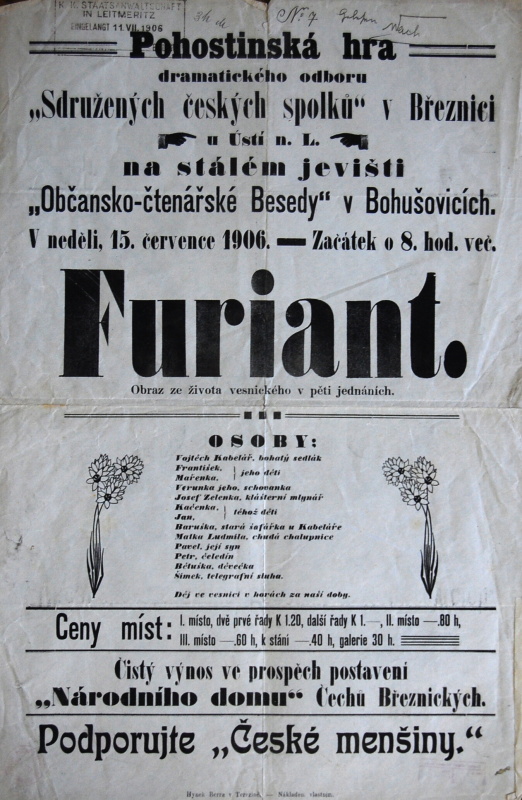 K. K. STAATSANWALTSCHAFT
IN LEITMERITZ
EINGELANGT 11. VII. 1906
No 7
Pohostinská hra
dramatického odboru
„Sdružených českých spolků“ v Březnici
u Ústí n. L.
na stálém jevišti
„Občansko-čtenářské Besedy“ v Bohušovicích.
V neděli, 15. července 1906. — Začátek o 8. hod. več.
Furiant.
Obraz ze života vesnického v pěti jednáních.
OSOBY:
Vojtěch Kabelář, bohatý sedlák
František,
Mařenka, } jeho děti
Verunka jeho, schovanka
Josef Zelenka, klášterní mlynář
Kačenka,
Jan, } téhož děti
Baruška, stará šafářka u Kabeláře
Matka Ludmila, chudá chalupnice
Pavel, její syn
Petr, čeledín
Bětuška, děvečka
Šimek, telegrafní sluha.
Děj ve vesnici v horách za naší doby.
Ceny míst: I. místo, dvě prvé řady K 1.20, další řady K 1.—, II. místo —.80 h,
III. místo —.60 h, k stání —.40 h, galerie 30 h.
Čistý výnos ve prospěch postavení
„Národního domu“ Čechů Březnických.
Podporujte „České menšiny.“
v Terezíně. — Nákladem vlastním.